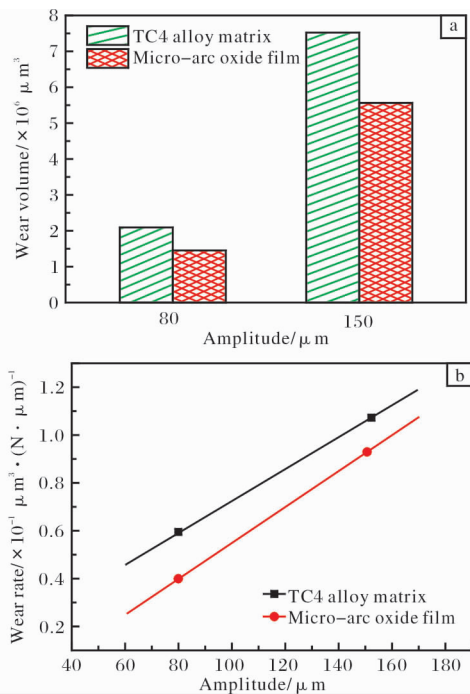 a
8
7
6
5
4
3
2
1
0
Wear volume/×10⁶ μm³
TC4 alloy matrix
Micro-arc oxide film
80 150
Amplitude/μm
b
1.2
1.0
0.8
0.6
0.4
0.2
Wear rate/×10⁻¹ μm³·(N·μm)⁻¹
TC4 alloy matrix
Micro-arc oxide film
40 60 80 100 120 140 160 180
Amplitude/μm